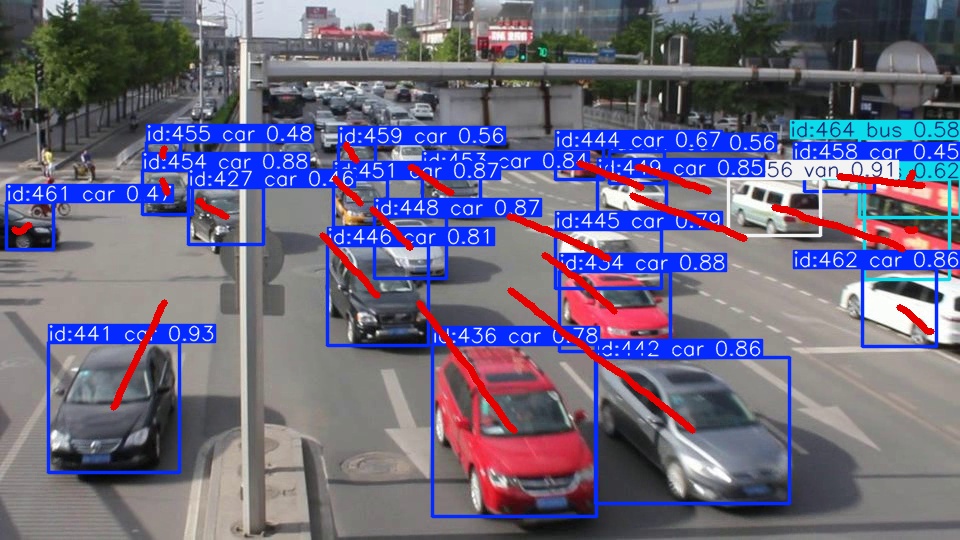 id:464 bus 0.58
id:455 car 0.48
id:459 car 0.56
id:444 car 0.67
0.56
id:458 car 0.45
id:454 car 0.88
id:427 car 0.46
451
id:453 car 0.84
0.87
car 0.85
56 van 0.91
s 0.62
id:461 car 0.47
id:448 car 0.87
id:445 car 0.79
id:446 car 0.81
id:434 car 0.88
id:462 car 0.86
id:441 car 0.93
id:436 car 0.78
id:442 car 0.86